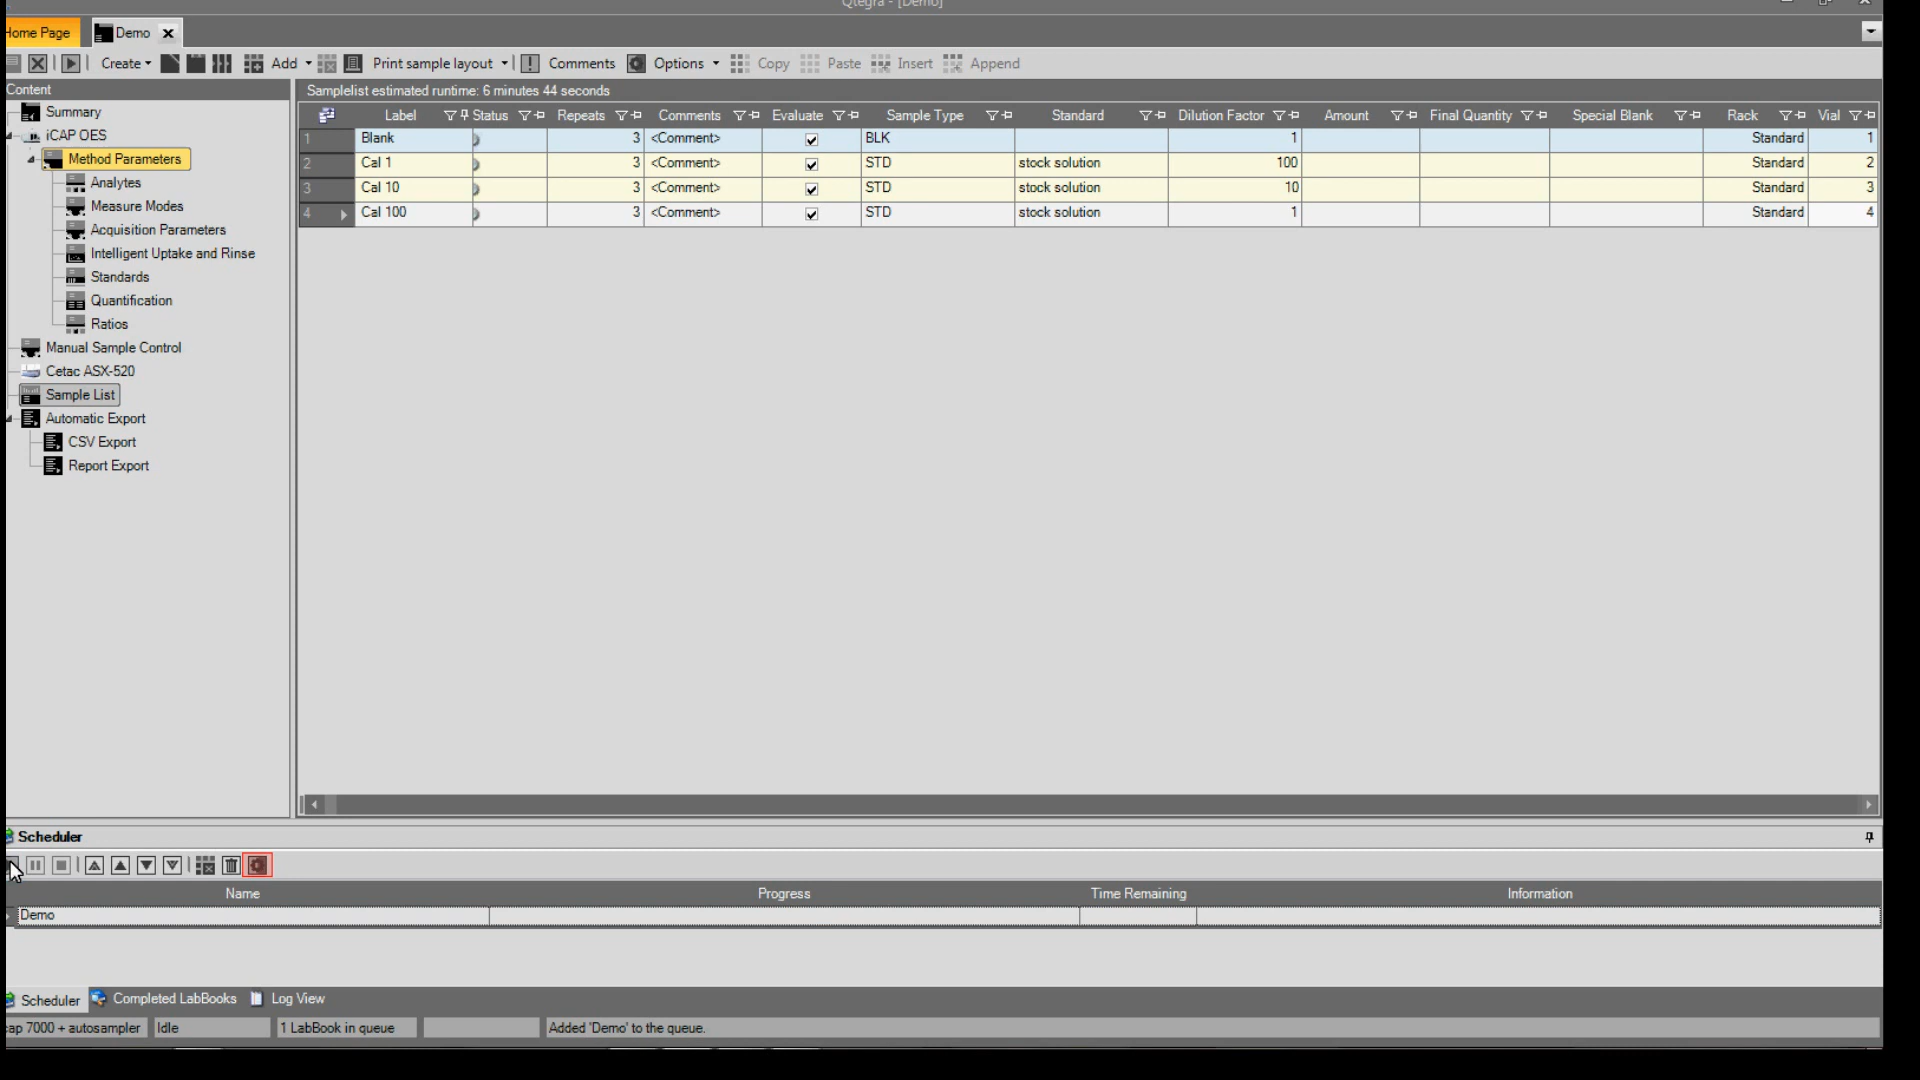 Qtegra - [Demo]
Home Page Demo
Create Add Print sample layout Comments Options Copy Paste Insert Append
Content
Summary
iCAP OES
Method Parameters
Analytes
Measure Modes
Acquisition Parameters
Intelligent Uptake and Rinse
Standards
Quantification
Ratios
Manual Sample Control
Cetac ASX-520
Sample List
Automatic Export
CSV Export
Report Export
Samplelist estimated runtime: 6 minutes 44 seconds
Label Status Repeats Comments Evaluate Sample Type Standard Dilution Factor Amount Final Quantity Special Blank Rack Vial
1 Blank 3 <Comment> BLK 1 Standard 1
2 Cal 1 3 <Comment> STD stock solution 100 Standard 2
3 Cal 10 3 <Comment> STD stock solution 10 Standard 3
4 Cal 100 3 <Comment> STD stock solution 1 Standard 4
Scheduler
Name Progress Time Remaining Information
Demo
Scheduler Completed LabBooks Log View
cap 7000 + autosampler Idle 1 LabBook in queue Added 'Demo' to the queue.